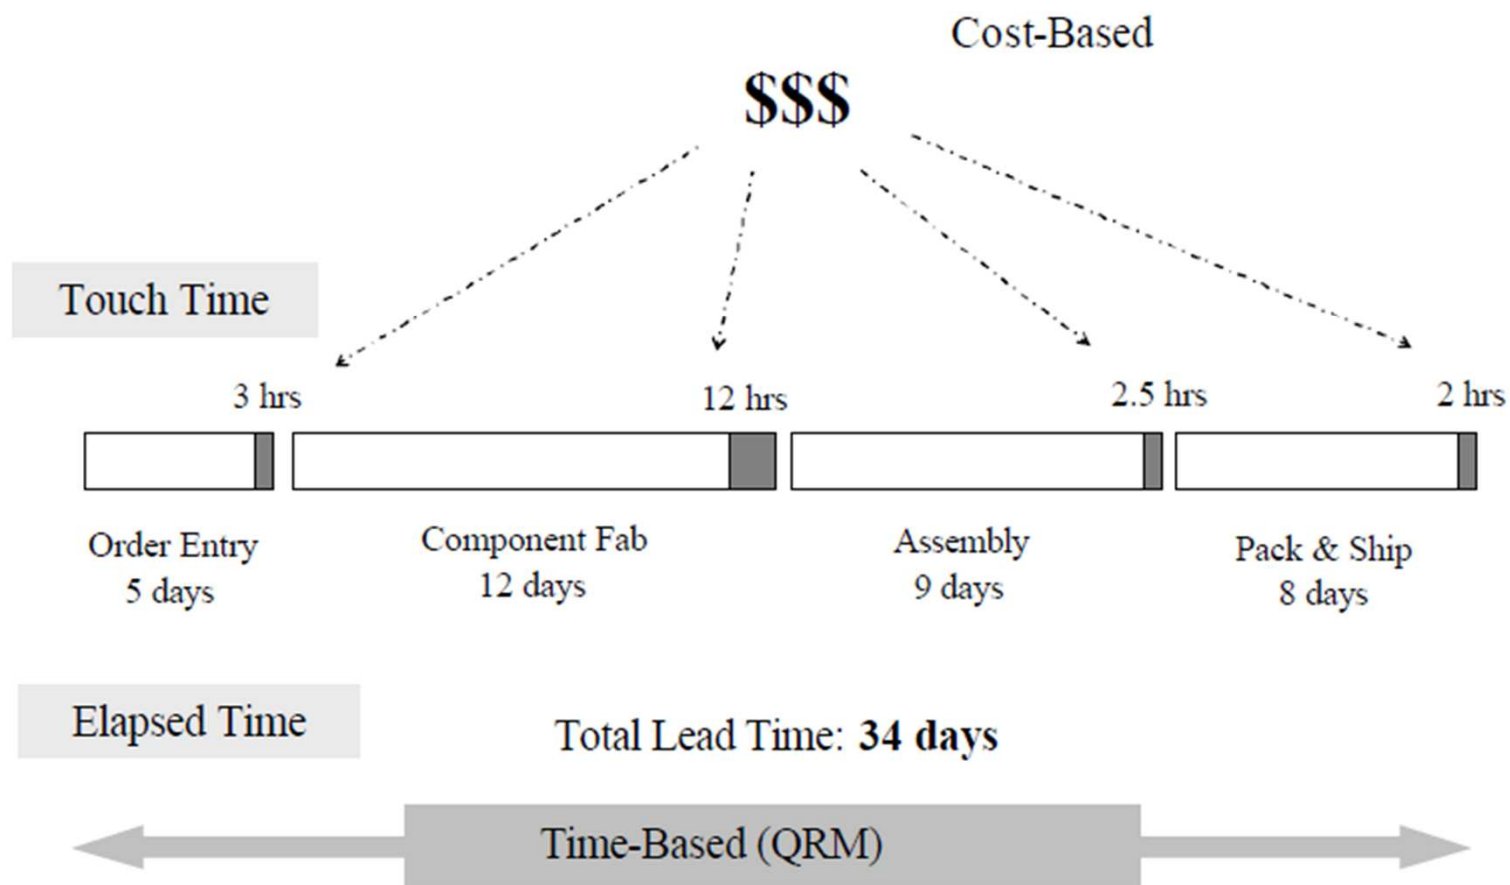 Cost-Based
$$$
Touch Time
3 hrs
12 hrs
2.5 hrs
2 hrs
Order Entry
5 days
Component Fab
12 days
Assembly
9 days
Pack & Ship
8 days
Elapsed Time
Total Lead Time: 34 days
Time-Based (QRM)